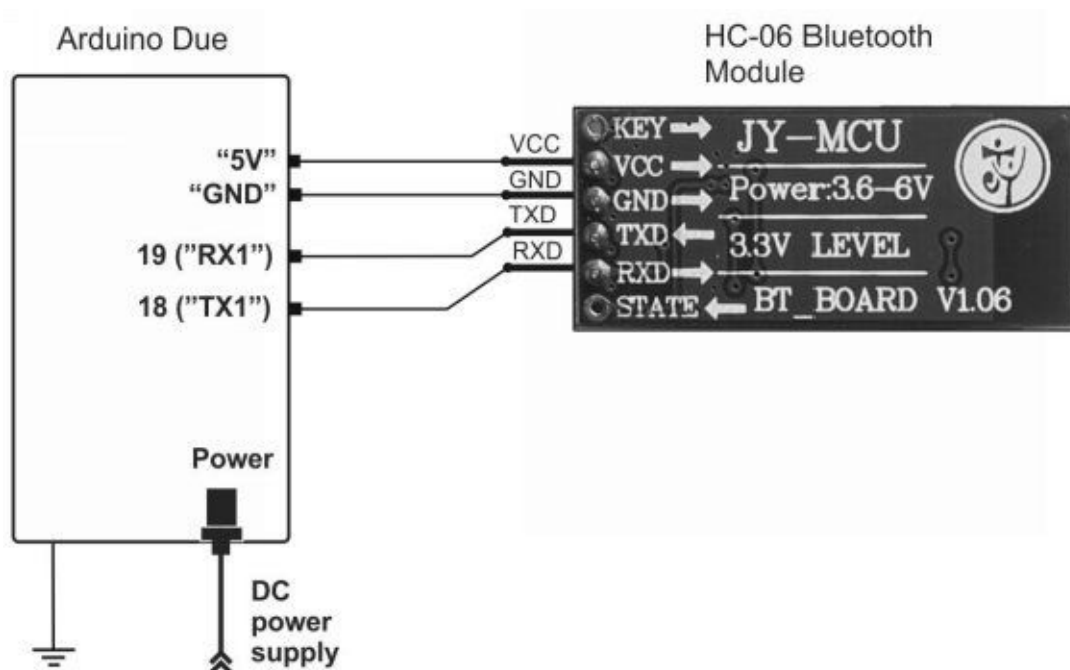 Arduino Due
HC-06 Bluetooth
Module
“5V”
“GND”
19 (”RX1”)
18 (”TX1”)
Power
DC
power
supply
VCC
GND
TXD
RXD
KEY
VCC
GND
TXD
RXD
STATE
JY-MCU
Power:3.6-6V
3.3V LEVEL
BT_BOARD V1.06